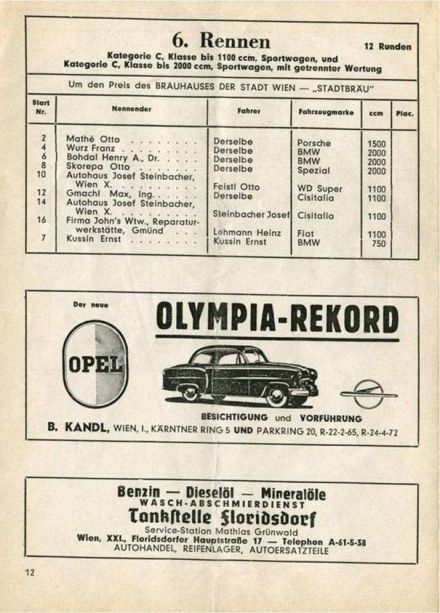 6. Rennen 12 Runden
Kategorie C, Klasse bis 1100 ccm, Sportwagen, und
Kategorie C, Klasse bis 2000 ccm, Sportwagen, mit getrennter Wertung
Um den Preis des BRAUHAUSES DER STADT WIEN — „STADTBRÄU"
Start Nr. Nennender Fahrer Fahrzeugmarke ccm Plac.
2 Mathé Otto . . . . . . . . Derselbe Porsche 1500
4 Wurz Franz . . . . . . . . Derselbe BMW 2000
6 Bohdal Henry A., Dr. . . . . . Derselbe BMW 2000
8 Skorepa Otto . . . . . . . Derselbe Spezial 2000
10 Autohaus Josef Steinbacher,
Wien X. . . . . . . . . . Feistl Otto WD Super 1100
12 Gmachl Max, Ing. . . . . . . Derselbe Cisitalia 1100
14 Autohaus Josef Steinbacher,
Wien X. . . . . . . . . . Steinbacher Josef Cisitalia 1100
16 Firma John's Wtw., Reparatur-
werkstätte, Gmünd Lehmann Heinz Fiat 1100
7 Kussin Ernst . . . . . . . Kussin Ernst BMW 750
Der neue
OLYMPIA-REKORD
OPEL
BESICHTIGUNG und VORFÜHRUNG
B. KANDL, WIEN, I., KÄRNTNER RING 5 UND PARKRING 20, R-22-2-65, R-24-4-72
Benzin — Dieselöl — Mineralöle
WASCH-ABSCHMIERDIENST
Tankstelle Floridsdorf
Service-Station Mathias Grünwald
Wien, XXI., Floridsdorfer Hauptstraße 17 — Telephon A-61-5-38
AUTOHANDEL, REIFENLAGER, AUTOERSATZTEILE
12